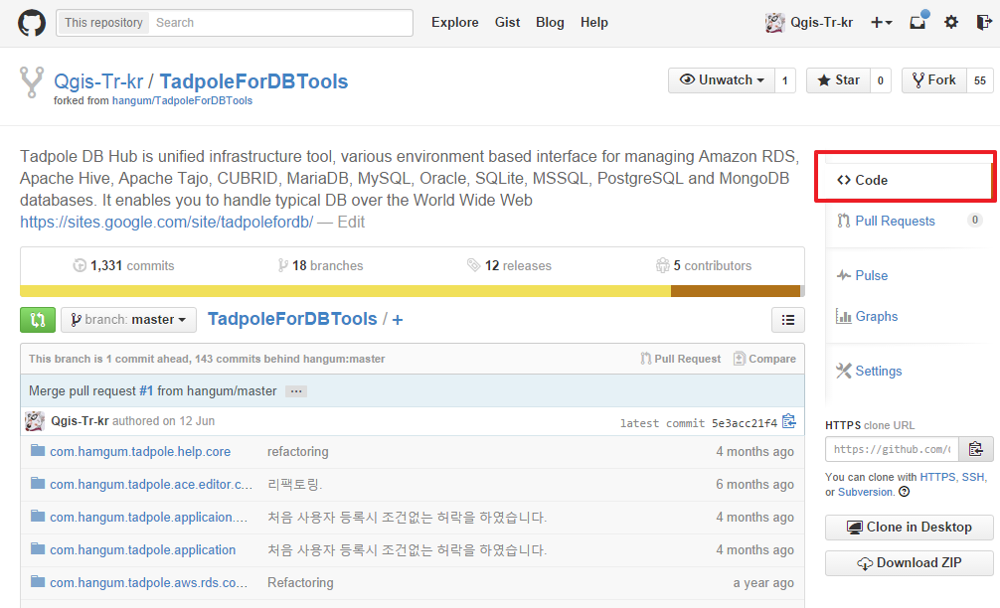 This repository Search Explore Gist Blog Help Qgis-Tr-kr
Qgis-Tr-kr / TadpoleForDBTools
forked from hangum/TadpoleForDBTools
Unwatch 1 Star 0 Fork 55
Tadpole DB Hub is unified infrastructure tool, various environment based interface for managing Amazon RDS,
Apache Hive, Apache Tajo, CUBRID, MariaDB, MySQL, Oracle, SQLite, MSSQL, PostgreSQL and MongoDB
databases. It enables you to handle typical DB over the World Wide Web
https://sites.google.com/site/tadpolefordb/ — Edit
1,331 commits 18 branches 12 releases 5 contributors
branch: master TadpoleForDBTools / +
This branch is 1 commit ahead, 143 commits behind hangum:master Pull Request Compare
Merge pull request #1 from hangum/master ...
Qgis-Tr-kr authored on 12 Jun latest commit 5e3acc21f4
com.hamgum.tadpole.help.core refactoring 4 months ago
com.hangum.tadpole.ace.editor.c... 리팩토링. 6 months ago
com.hangum.tadpole.applicaion.... 처음 사용자 등록시 조건없는 허락을 하였습니다. 4 months ago
com.hangum.tadpole.application 처음 사용자 등록시 조건없는 허락을 하였습니다. 4 months ago
com.hangum.tadpole.aws.rds.co... Refactoring a year ago
<> Code
Pull Requests 0
Pulse
Graphs
Settings
HTTPS clone URL
https://github.com/
You can clone with HTTPS, SSH,
or Subversion. ?
Clone in Desktop
Download ZIP